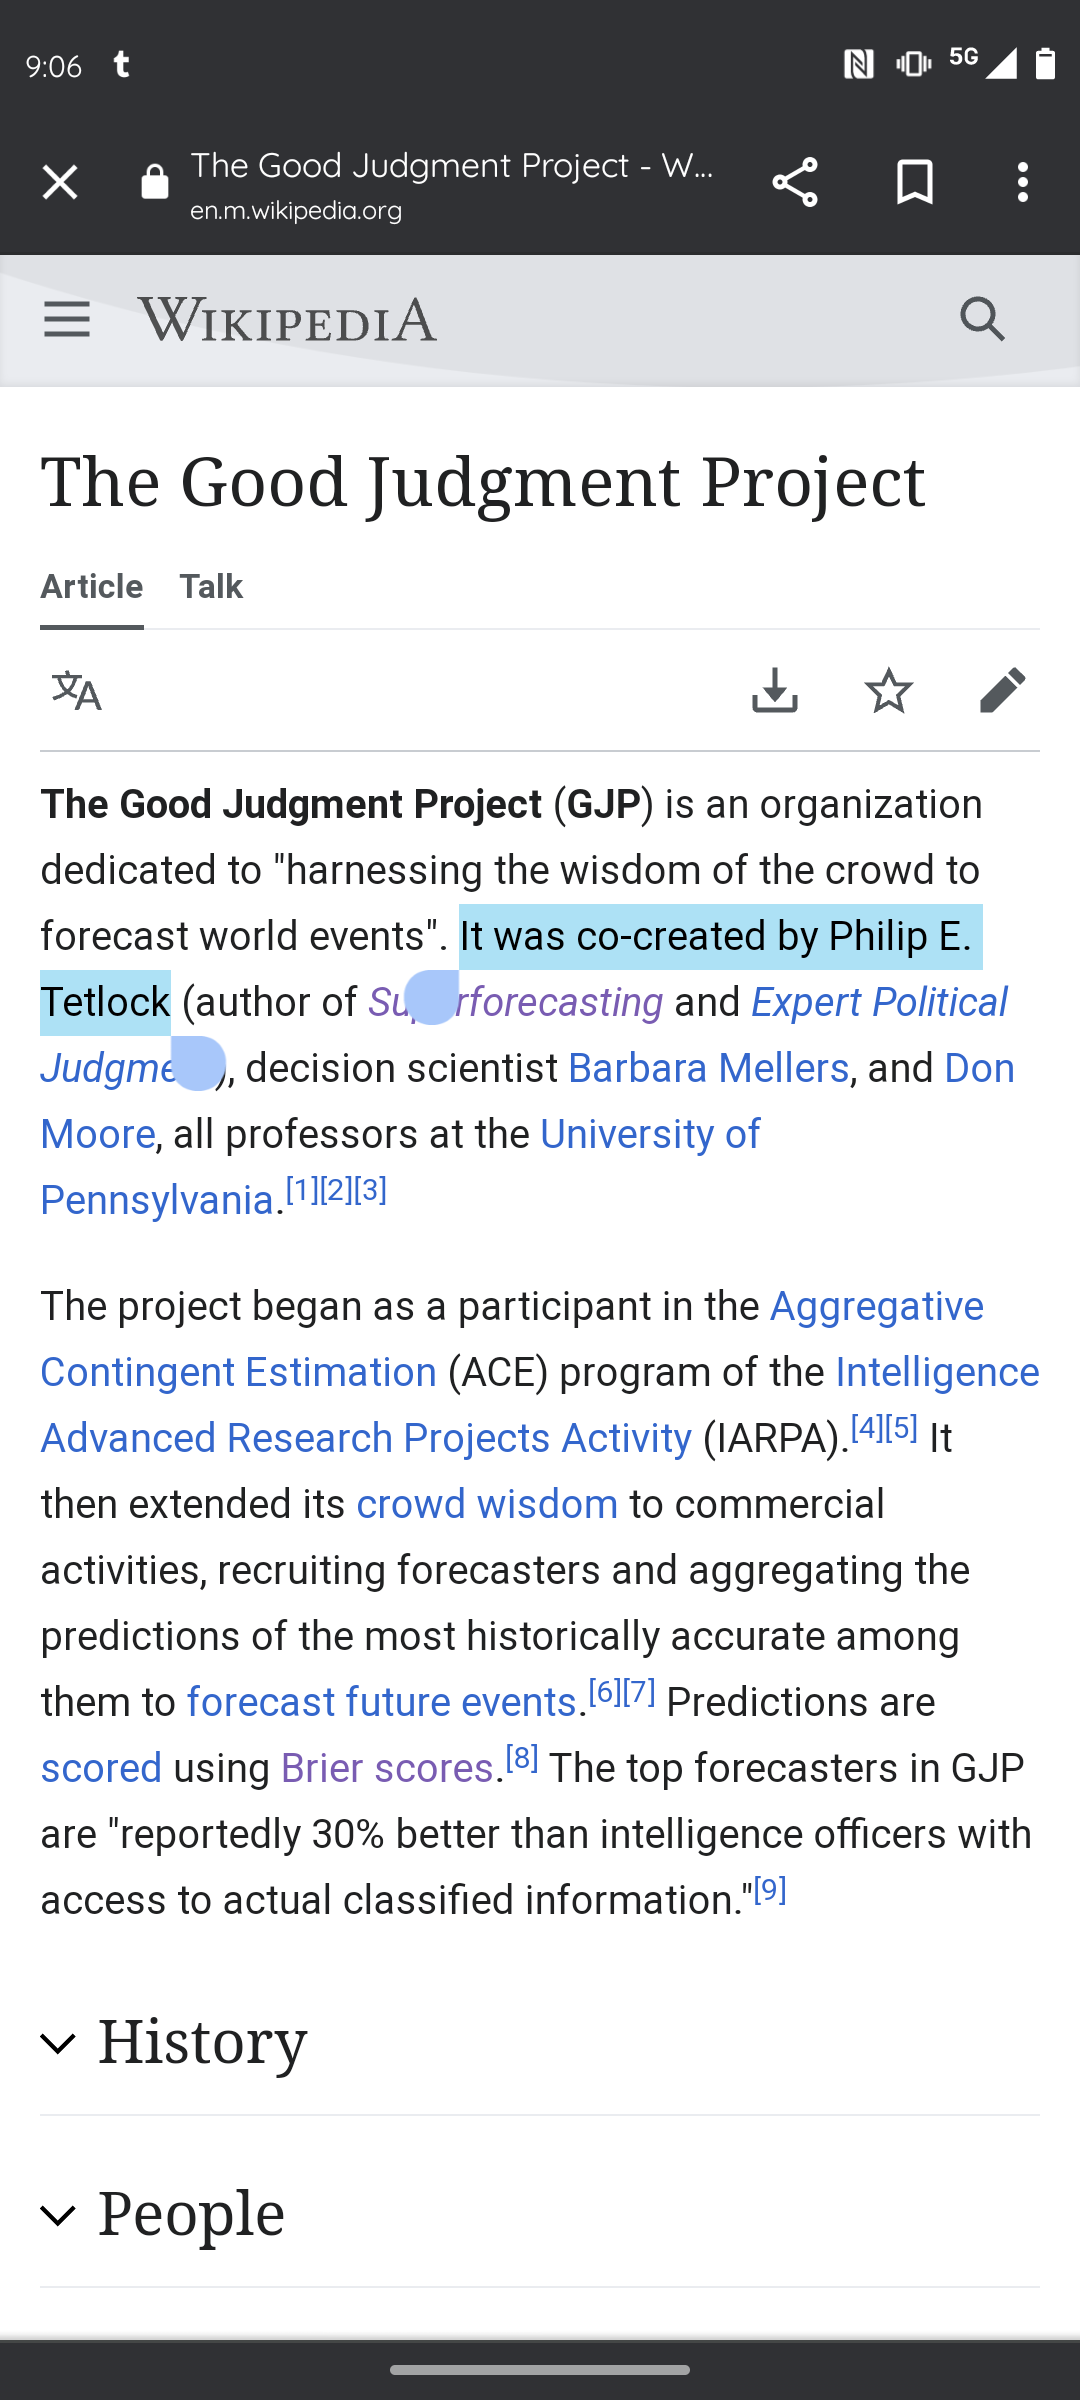 9:06 t 5G
The Good Judgment Project - W...
en.m.wikipedia.org
WIKIPEDIA
The Good Judgment Project
Article Talk
文A
The Good Judgment Project (GJP) is an organization
dedicated to "harnessing the wisdom of the crowd to
forecast world events". It was co-created by Philip E.
Tetlock (author of Superforecasting and Expert Political
Judgment), decision scientist Barbara Mellers, and Don
Moore, all professors at the University of
Pennsylvania.[1][2][3]
The project began as a participant in the Aggregative
Contingent Estimation (ACE) program of the Intelligence
Advanced Research Projects Activity (IARPA).[4][5] It
then extended its crowd wisdom to commercial
activities, recruiting forecasters and aggregating the
predictions of the most historically accurate among
them to forecast future events.[6][7] Predictions are
scored using Brier scores.[8] The top forecasters in GJP
are "reportedly 30% better than intelligence officers with
access to actual classified information."[9]
History
People